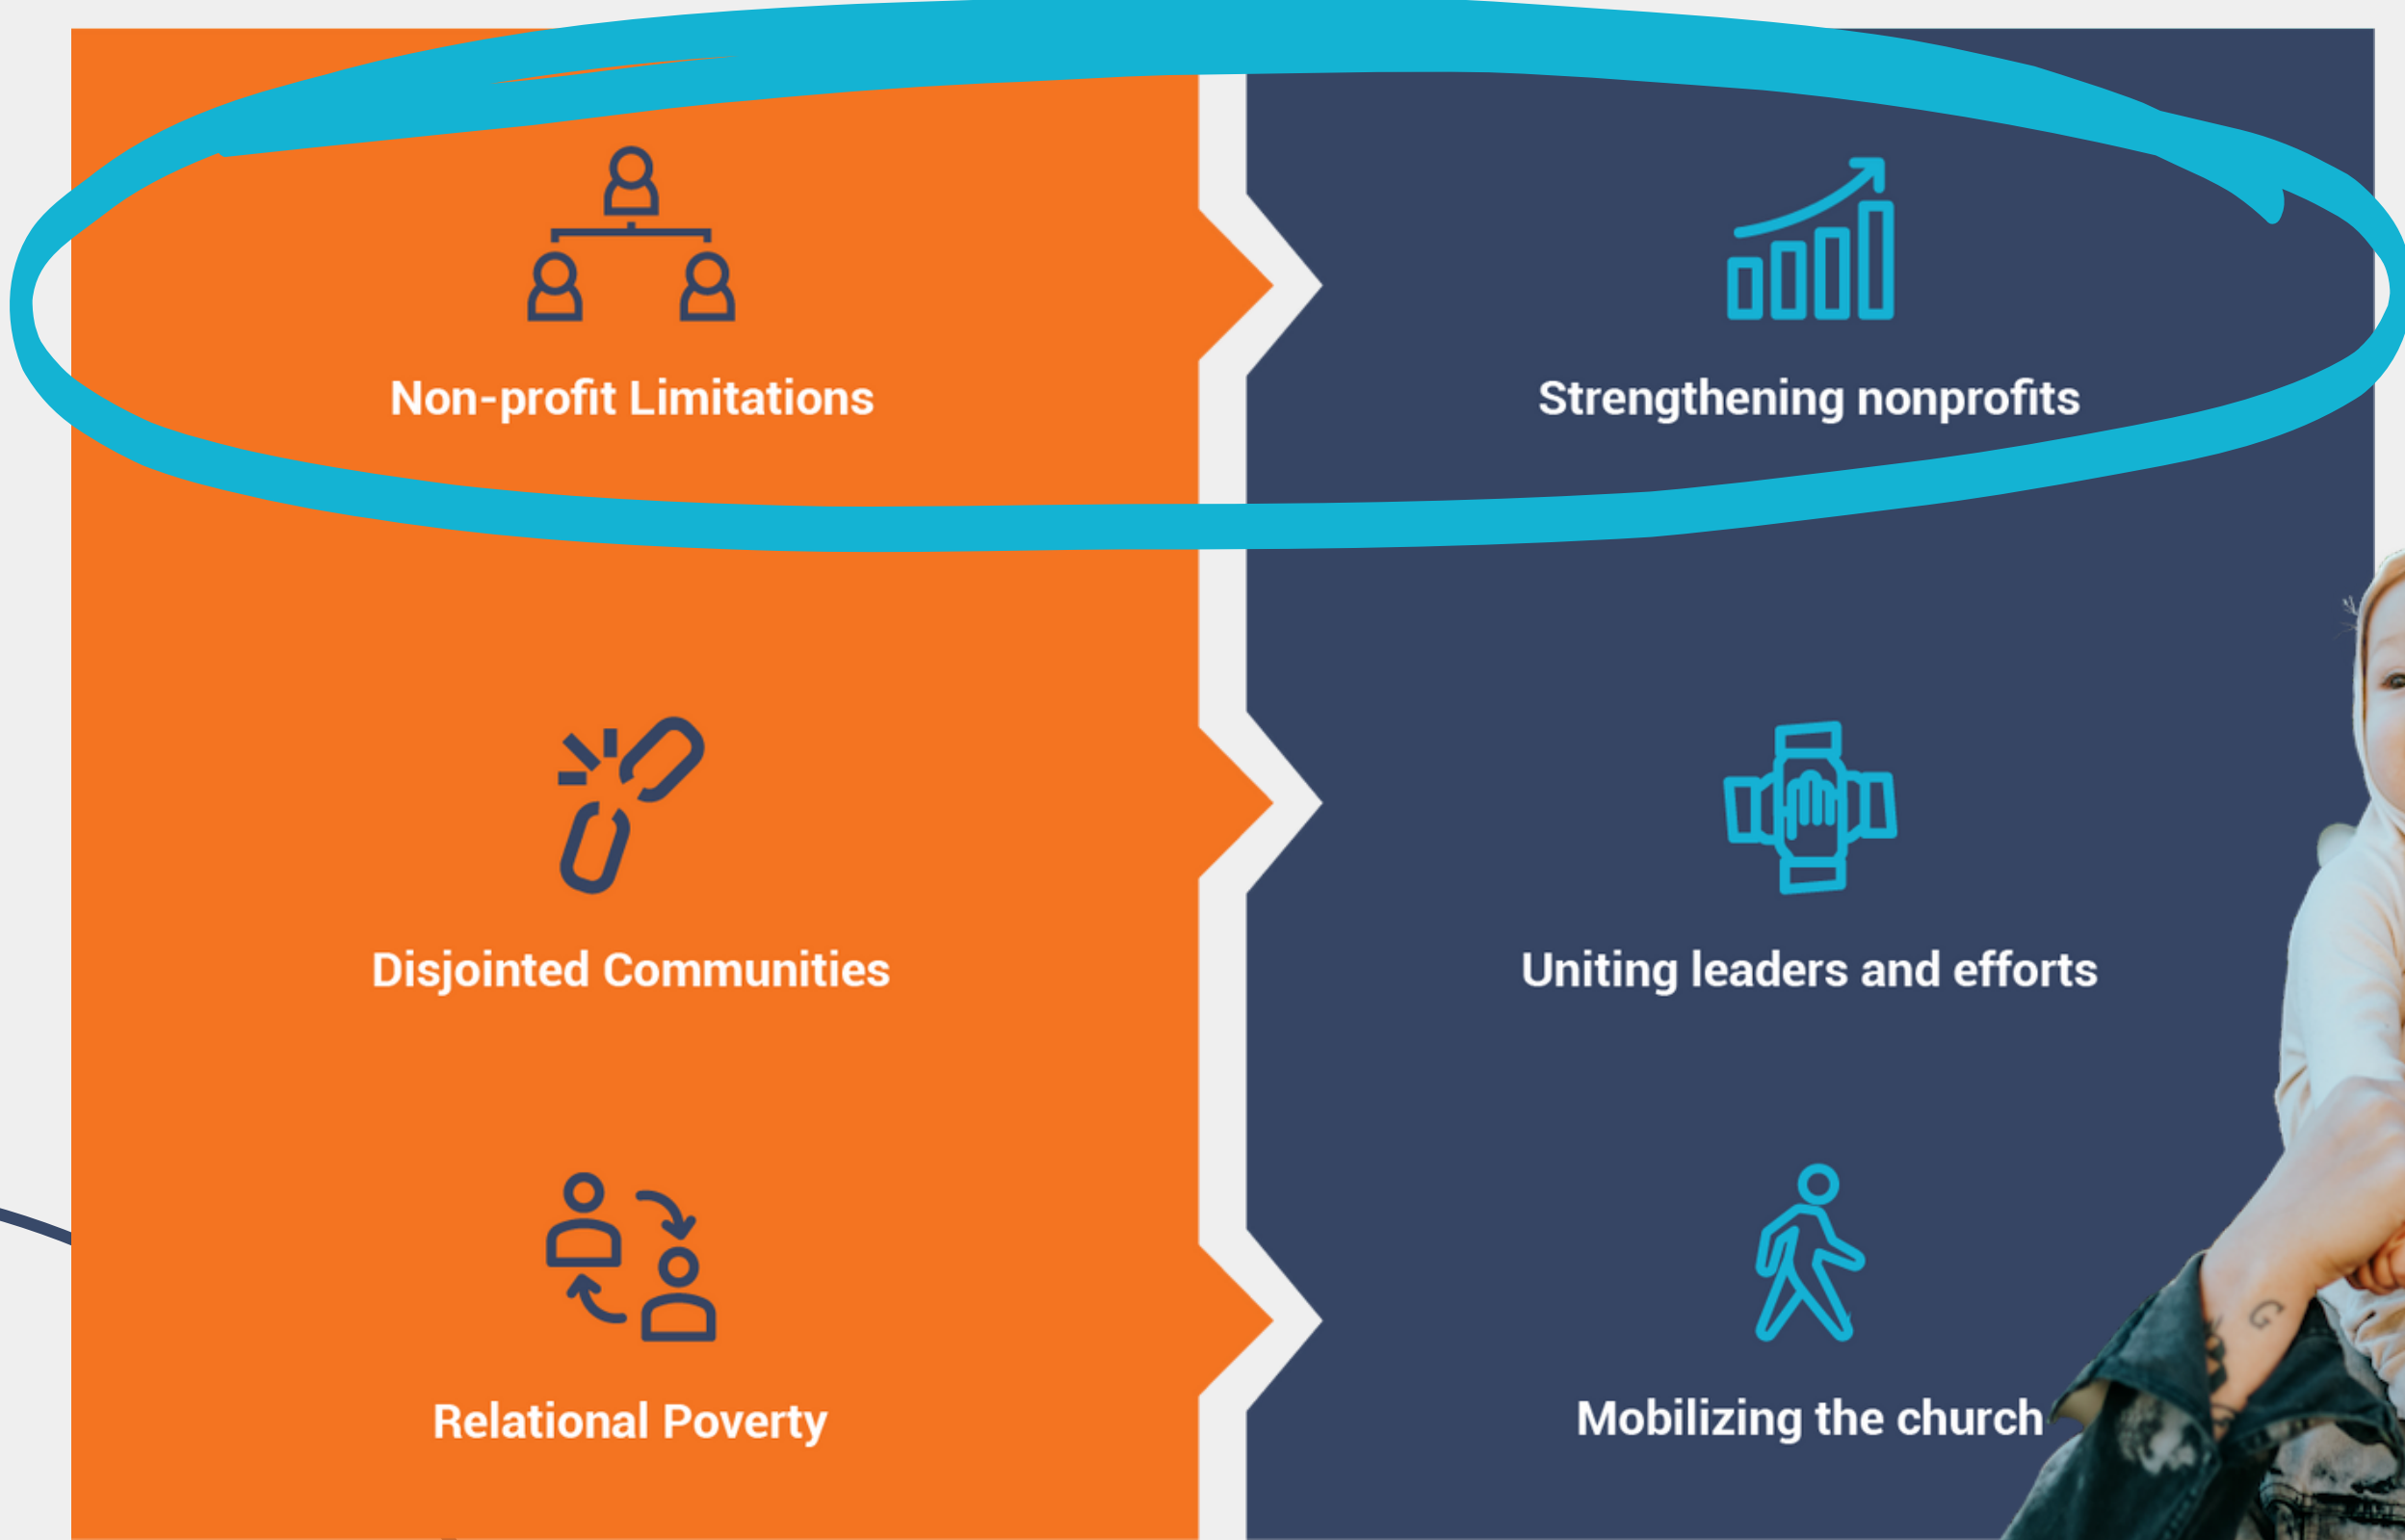 Non-profit Limitations
Strengthening nonprofits
Disjointed Communities
Uniting leaders and efforts
Relational Poverty
Mobilizing the church
G